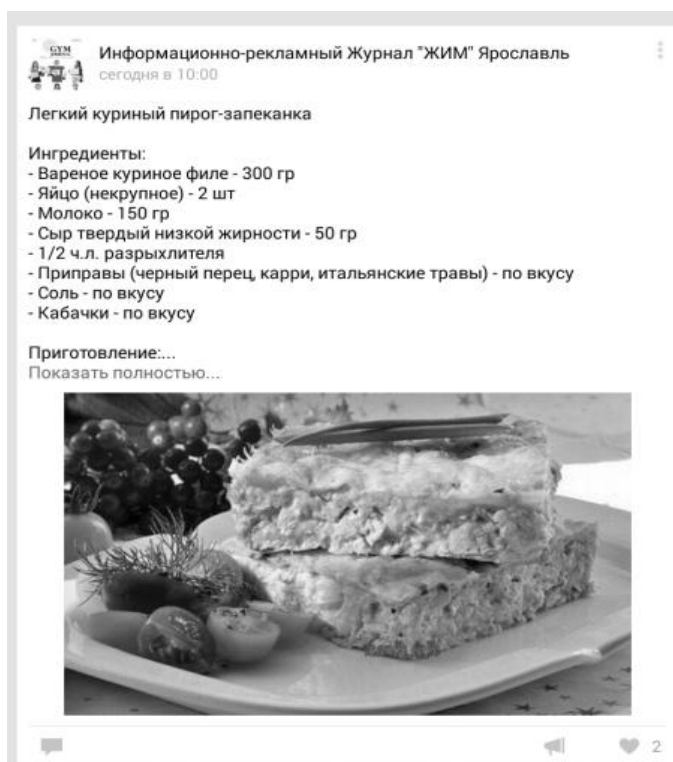 GYM
Информационно-рекламный Журнал "ЖИМ" Ярославль
сегодня в 10:00
Легкий куриный пирог-запеканка
Ингредиенты:
- Вареное куриное филе - 300 гр
- Яйцо (некрупное) - 2 шт
- Молоко - 150 гр
- Сыр твердый низкой жирности - 50 гр
- 1/2 ч.л. разрыхлителя
- Приправы (черный перец, карри, итальянские травы) - по вкусу
- Соль - по вкусу
- Кабачки - по вкусу
Приготовление:...
Показать полностью...
2